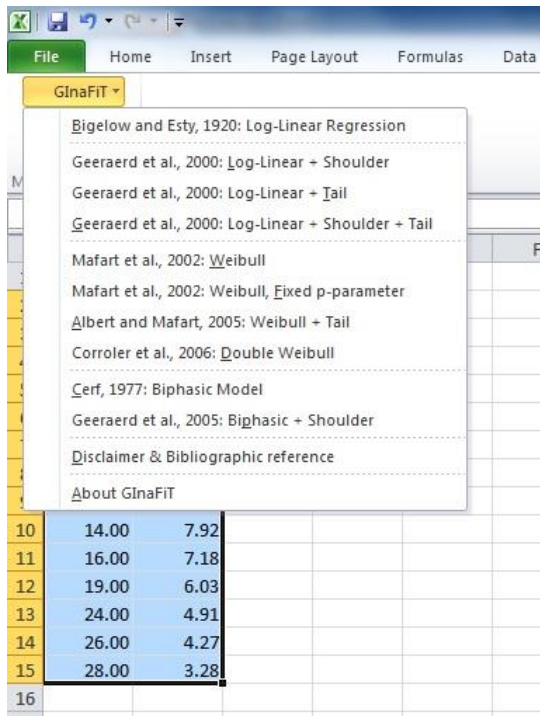 File Home Insert Page Layout Formulas Data
GInaFiT
Bigelow and Esty, 1920: Log-Linear Regression
Geeraerd et al., 2000: Log-Linear + Shoulder
Geeraerd et al., 2000: Log-Linear + Tail
Geeraerd et al., 2000: Log-Linear + Shoulder + Tail
Mafart et al., 2002: Weibull
Mafart et al., 2002: Weibull, Fixed p-parameter
Albert and Mafart, 2005: Weibull + Tail
Corroler et al., 2006: Double Weibull
Cerf, 1977: Biphasic Model
Geeraerd et al., 2005: Biphasic + Shoulder
Disclaimer & Bibliographic reference
About GInaFiT
M
F
10 14.00 7.92
11 16.00 7.18
12 19.00 6.03
13 24.00 4.91
14 26.00 4.27
15 28.00 3.28
16